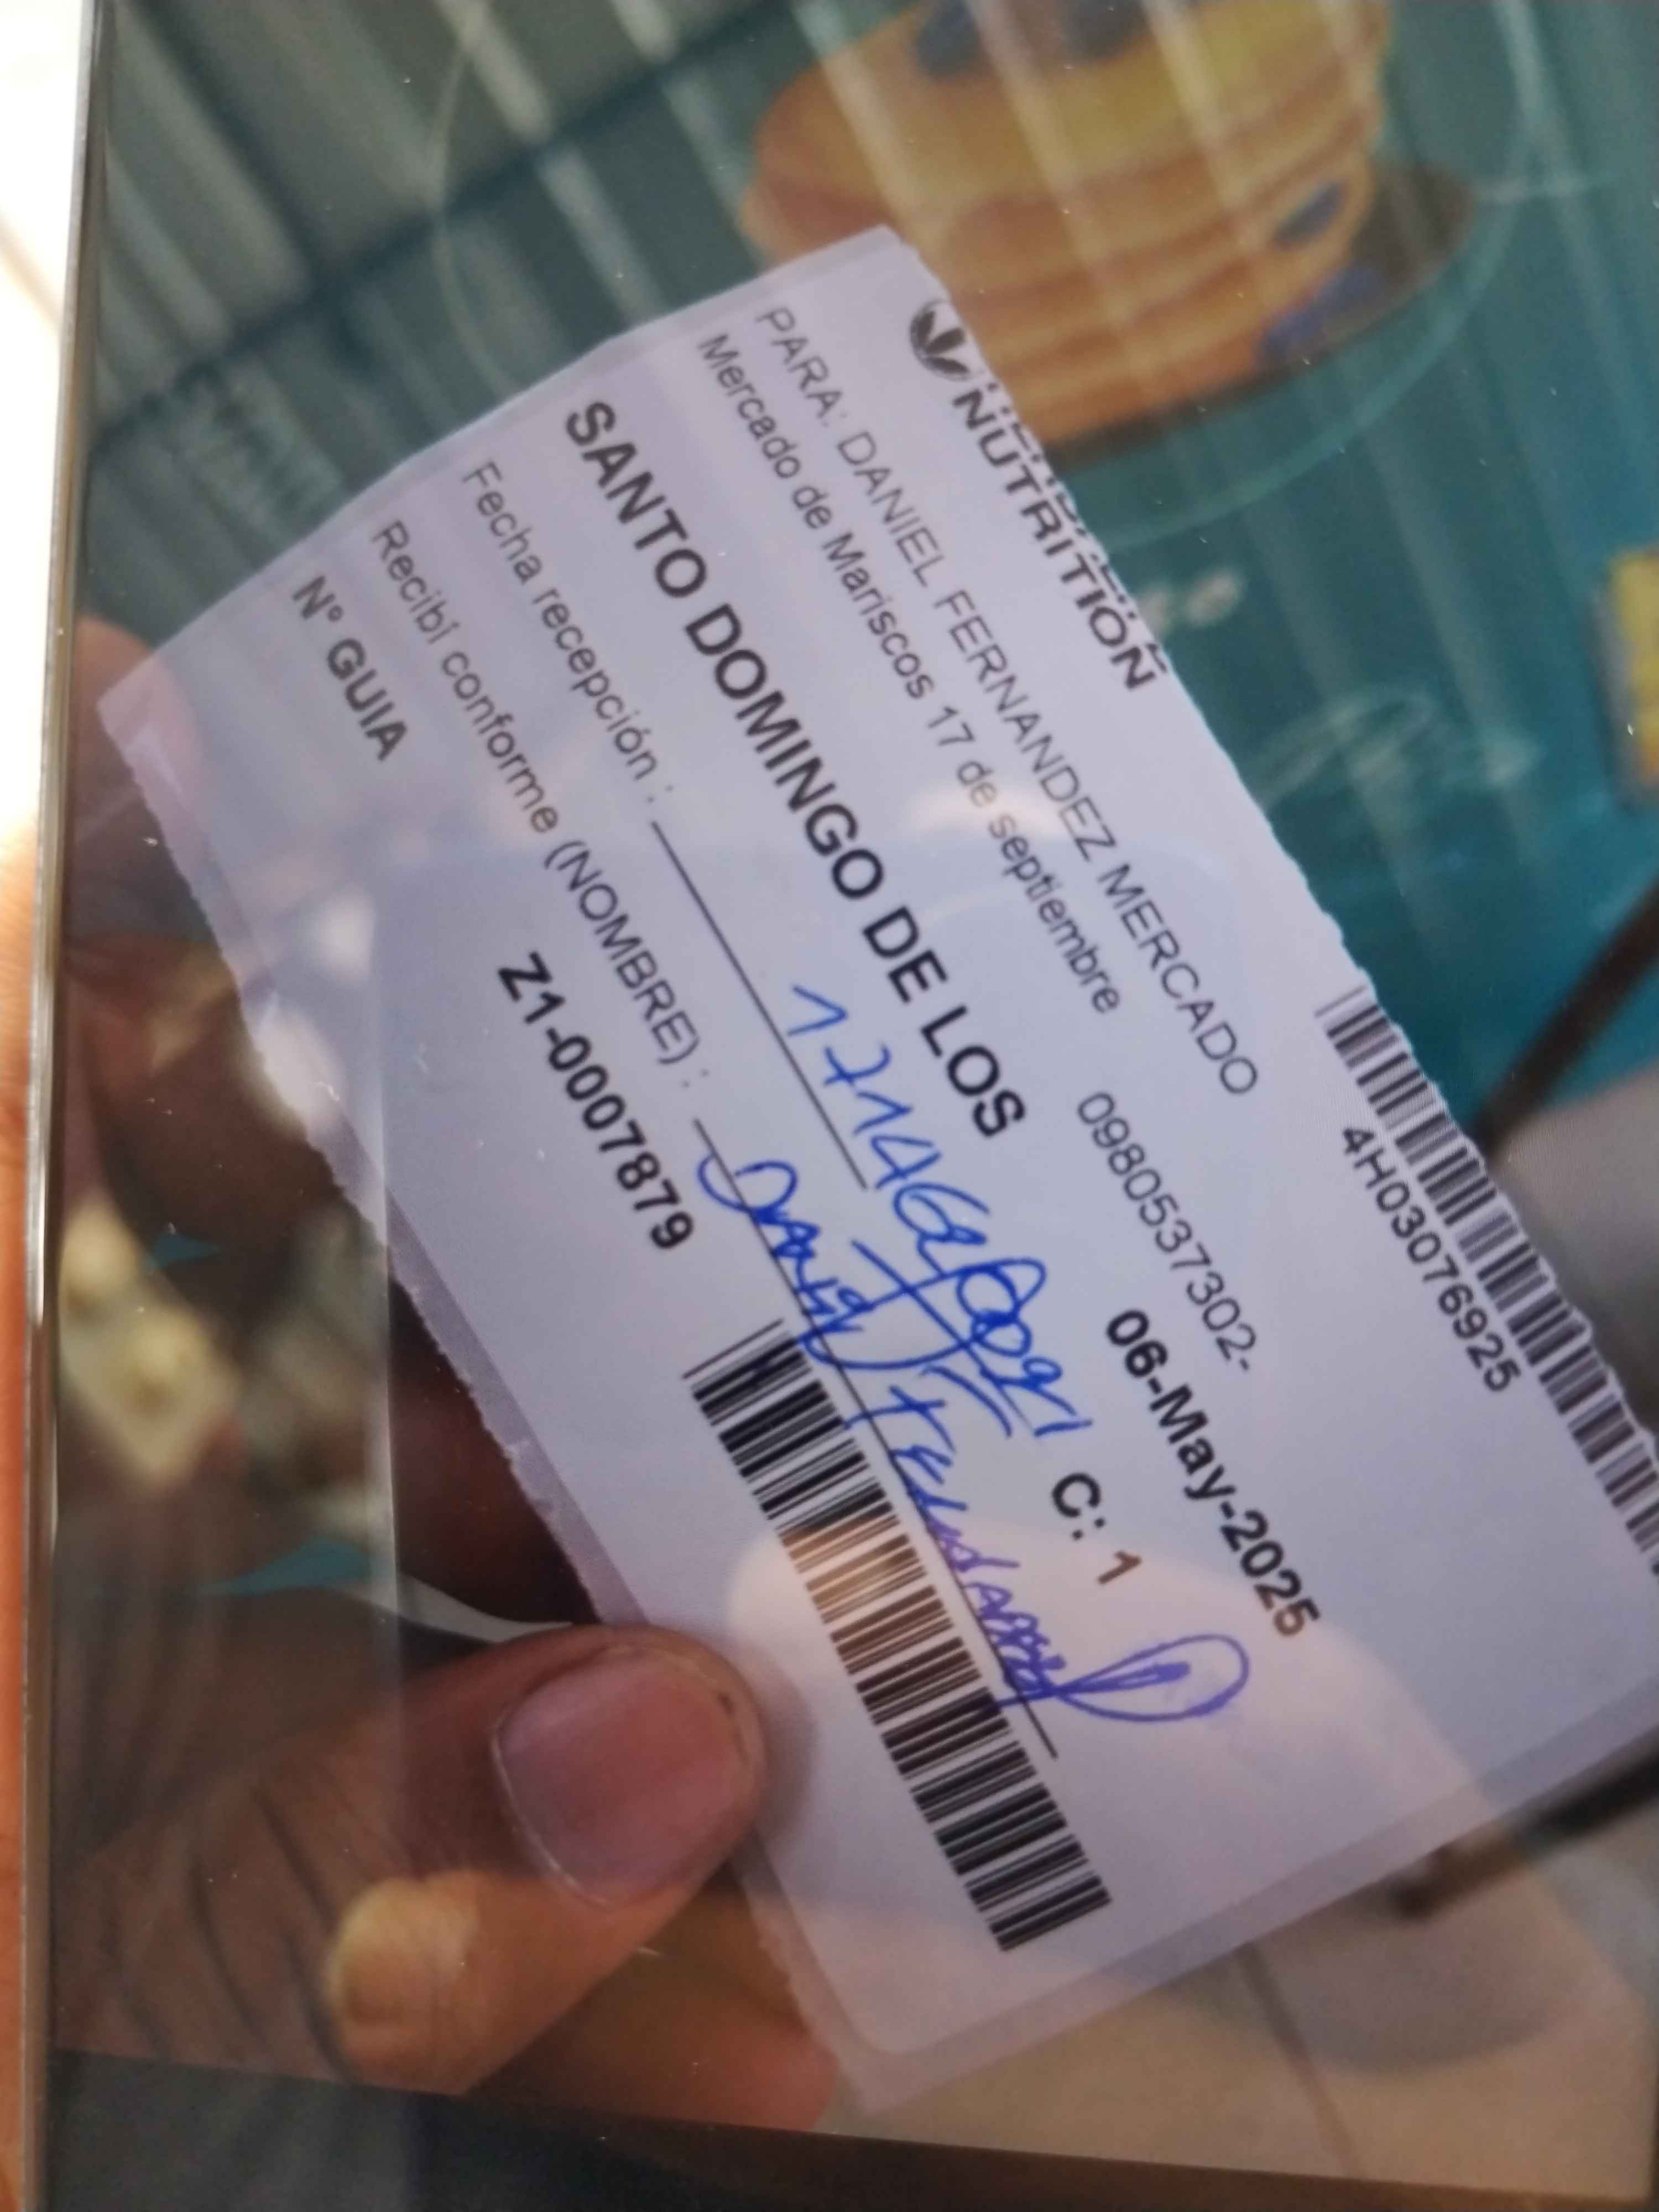 NUTRITION
4H03076925
PARA: DANIEL FERNANDEZ MERCADO
Mercado de Mariscos 17 de septiembre 0980537302-
06-May-2025
SANTO DOMINGO DE LOS C: 1
Fecha recepción :
Recibí conforme (NOMBRE) : Daniel
N° GUIA Z1-0007879